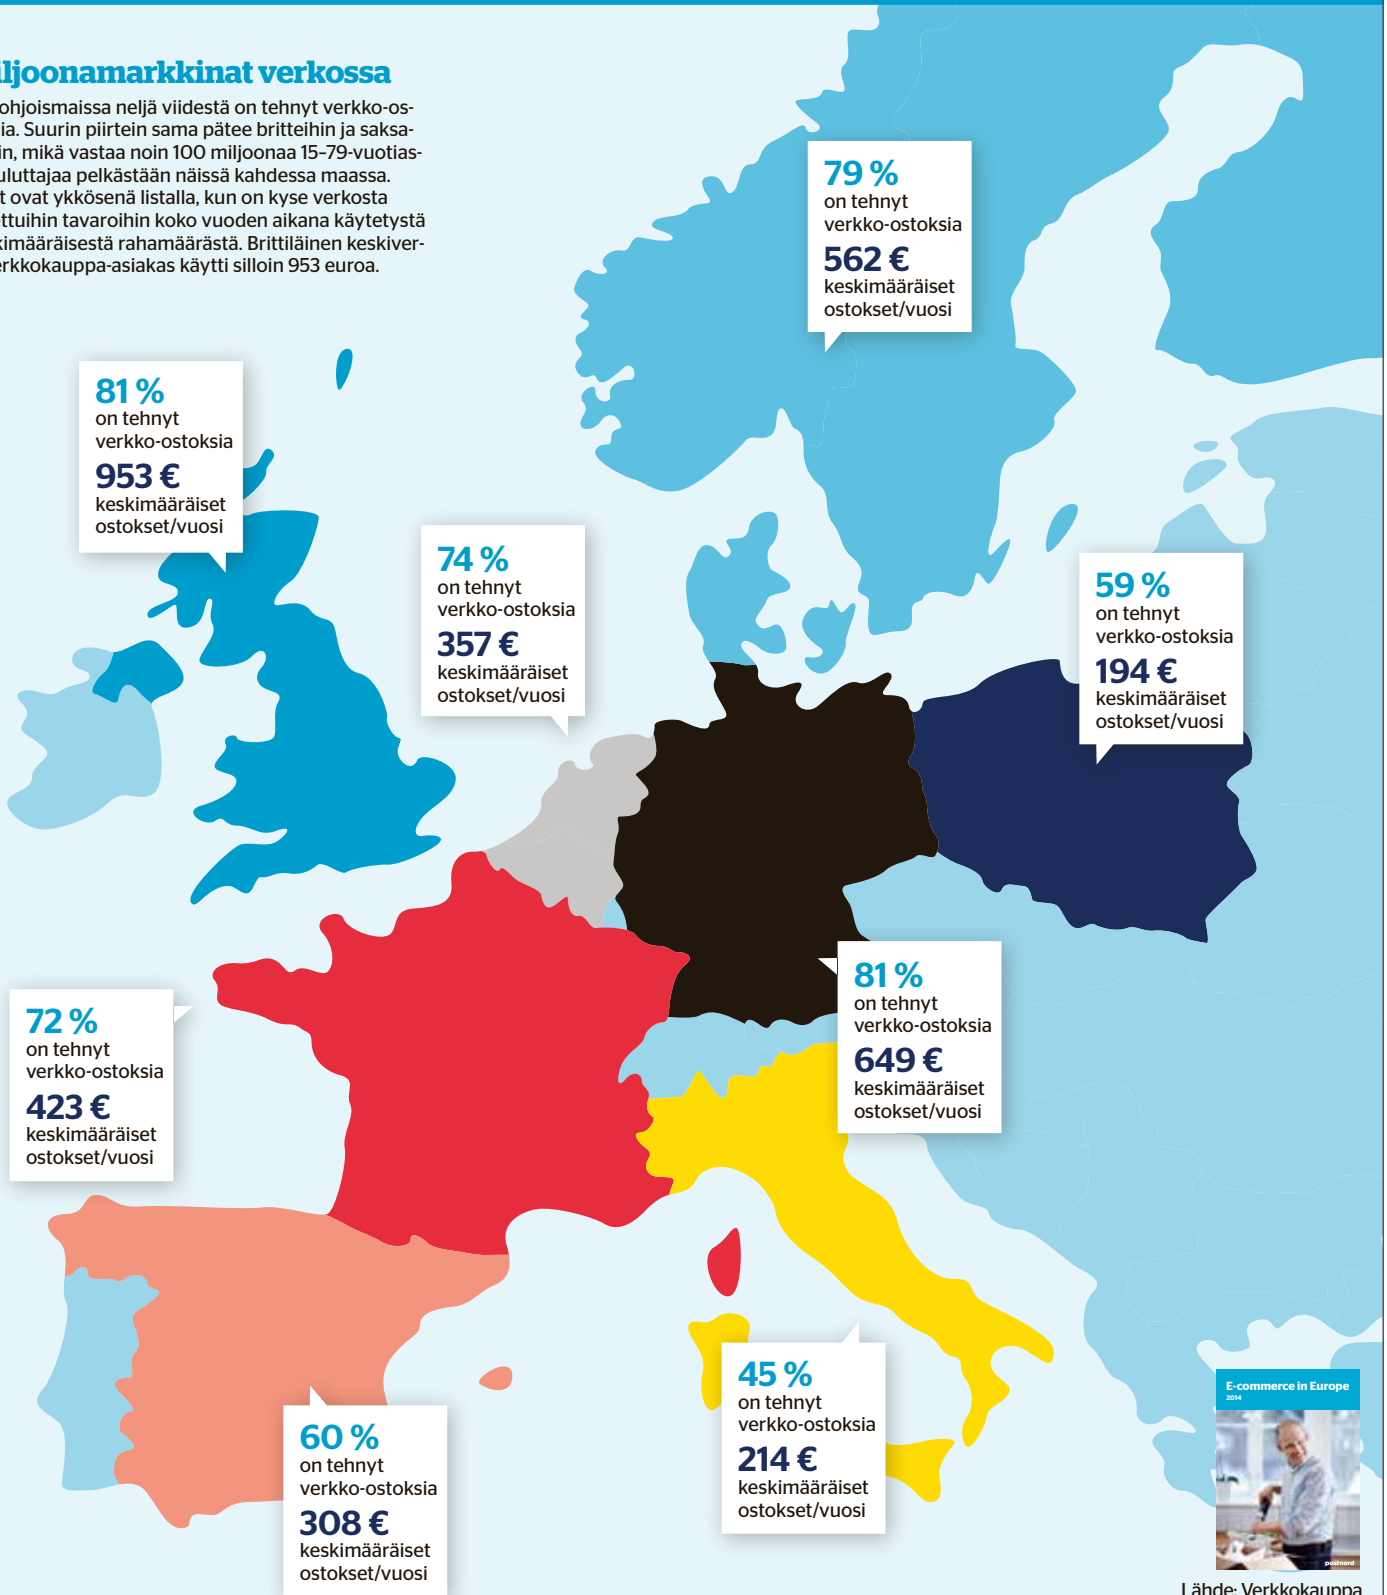 iljoonamarkkinat verkossa
ohjoismaissa neljä viidestä on tehnyt verkko-os-
ia. Suurin piirtein sama pätee britteihin ja saksa-
in, mikä vastaa noin 100 miljoonaa 15–79-vuotias-
uluttajaa pelkästään näissä kahdessa maassa.
t ovat ykkösenä listalla, kun on kyse verkosta
ttuihin tavaroihin koko vuoden aikana käytetystä
kimääräisestä rahamäärästä. Brittiläinen keskiver-
erkkokauppa-asiakas käytti silloin 953 euroa.
79 %
on tehnyt
verkko-ostoksia
562 €
keskimääräiset
ostokset/vuosi
81 %
on tehnyt
verkko-ostoksia
953 €
keskimääräiset
ostokset/vuosi
74 %
on tehnyt
verkko-ostoksia
357 €
keskimääräiset
ostokset/vuosi
59 %
on tehnyt
verkko-ostoksia
194 €
keskimääräiset
ostokset/vuosi
81 %
on tehnyt
verkko-ostoksia
649 €
keskimääräiset
ostokset/vuosi
72 %
on tehnyt
verkko-ostoksia
423 €
keskimääräiset
ostokset/vuosi
45 %
on tehnyt
verkko-ostoksia
214 €
keskimääräiset
ostokset/vuosi
60 %
on tehnyt
verkko-ostoksia
308 €
keskimääräiset
ostokset/vuosi
E-commerce in Europe
2014
postnord
Lähde: Verkkokauppa